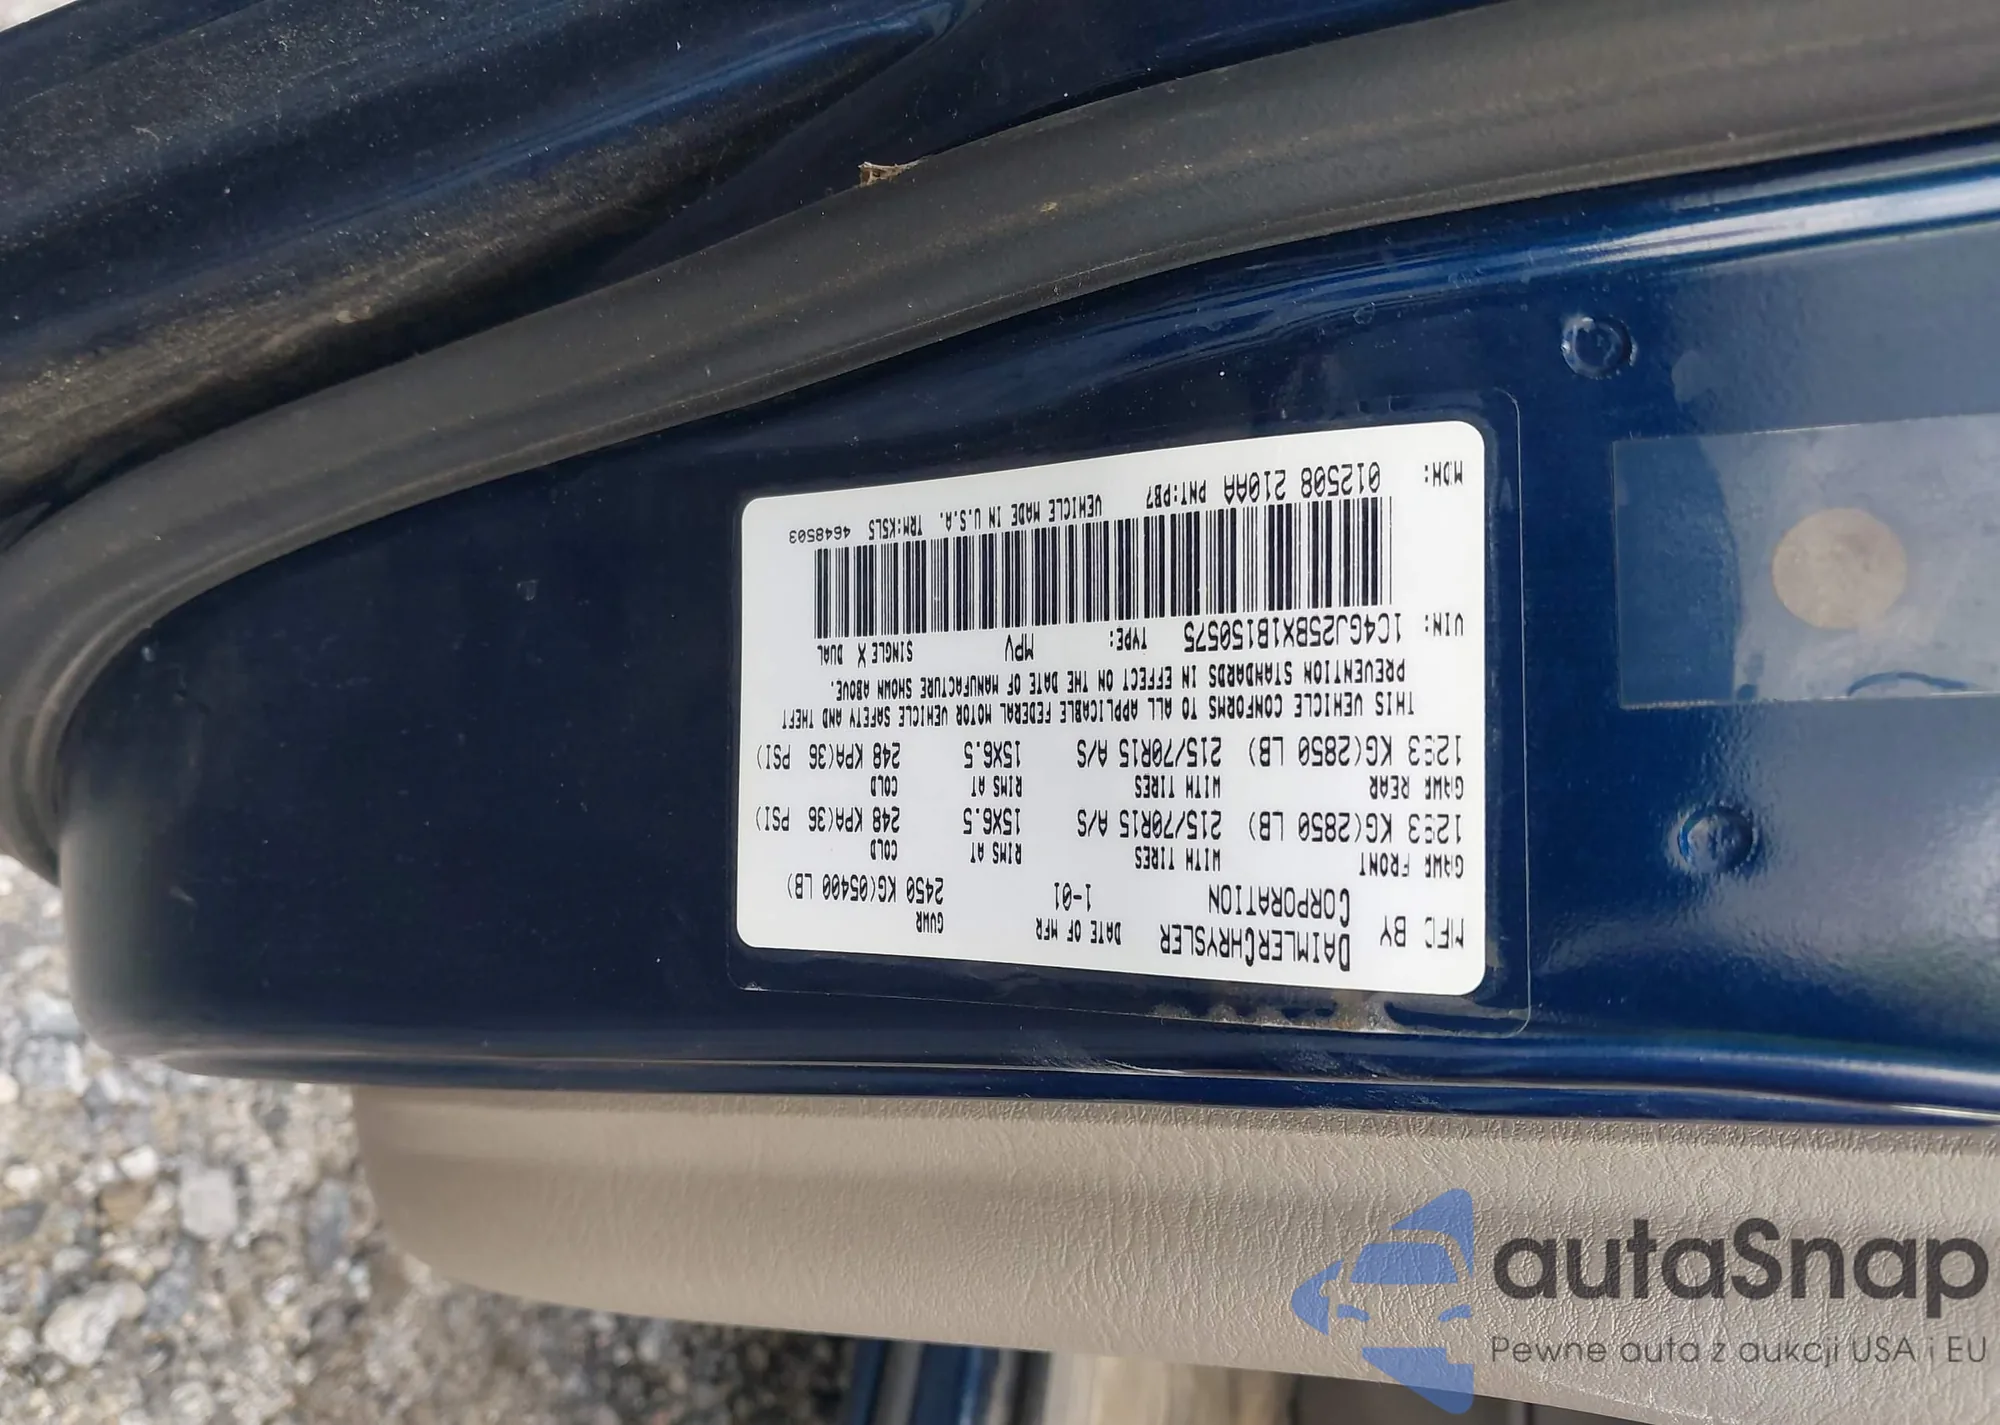 MFD BY DAIMLERCHRYSLER CORPORATION
DATE OF MFR 1-01
GVWR 2450 KG(05400 LB)
GAWR FRONT WITH TIRES RIMS AT COLD
1293 KG(2850 LB) 215/70R15 A/S 15X6.5 248 KPA(36 PSI)
GAWR REAR WITH TIRES RIMS AT COLD
1293 KG(2850 LB) 215/70R15 A/S 15X6.5 248 KPA(36 PSI)
THIS VEHICLE CONFORMS TO ALL APPLICABLE FEDERAL MOTOR VEHICLE SAFETY AND THEFT
PREVENTION STANDARDS IN EFFECT ON THE DATE OF MANUFACTURE SHOWN ABOVE.
VIN: 1C4GJ25BX1B150575 TYPE: MPV SINGLE X DUAL
MDH: 012508 210AA PNT:PB7 VEHICLE MADE IN U.S.A. TRM:K5L5 4648503
autaSnap
Pewne auta z aukcji USA i EU